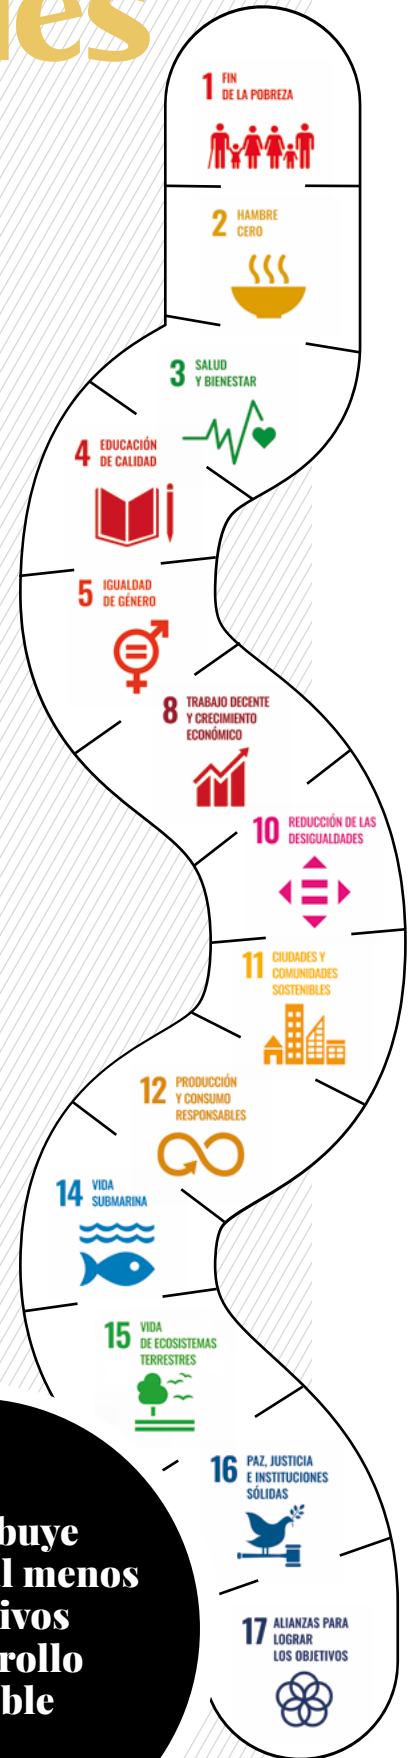 1 FIN
DE LA POBREZA
2 HAMBRE
CERO
3 SALUD
Y BIENESTAR
4 EDUCACIÓN
DE CALIDAD
5 IGUALDAD
DE GÉNERO
8 TRABAJO DECENTE
Y CRECIMIENTO
ECONÓMICO
10 REDUCCIÓN DE LAS
DESIGUALDADES
11 CIUDADES Y
COMUNIDADES
SOSTENIBLES
12 PRODUCCIÓN
Y CONSUMO
RESPONSABLES
14 VIDA
SUBMARINA
15 VIDA
DE ECOSISTEMAS
TERRESTRES
16 PAZ, JUSTICIA
E INSTITUCIONES
SÓLIDAS
buye
l menos
ivos
rollo
ble
17 ALIANZAS PARA
LOGRAR
LOS OBJETIVOS